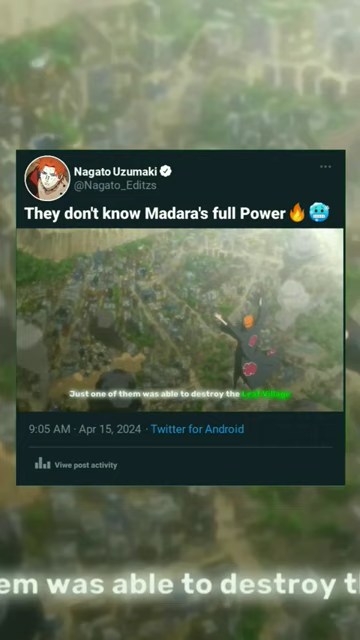 Nagato Uzumaki
@Nagato_Editzs
They don't know Madara's full Power🔥🥶
Just one of them was able to destroy the Leaf Village
9:05 AM · Apr 15, 2024 · Twitter for Android
Viwe post activity
em was able to destroy t